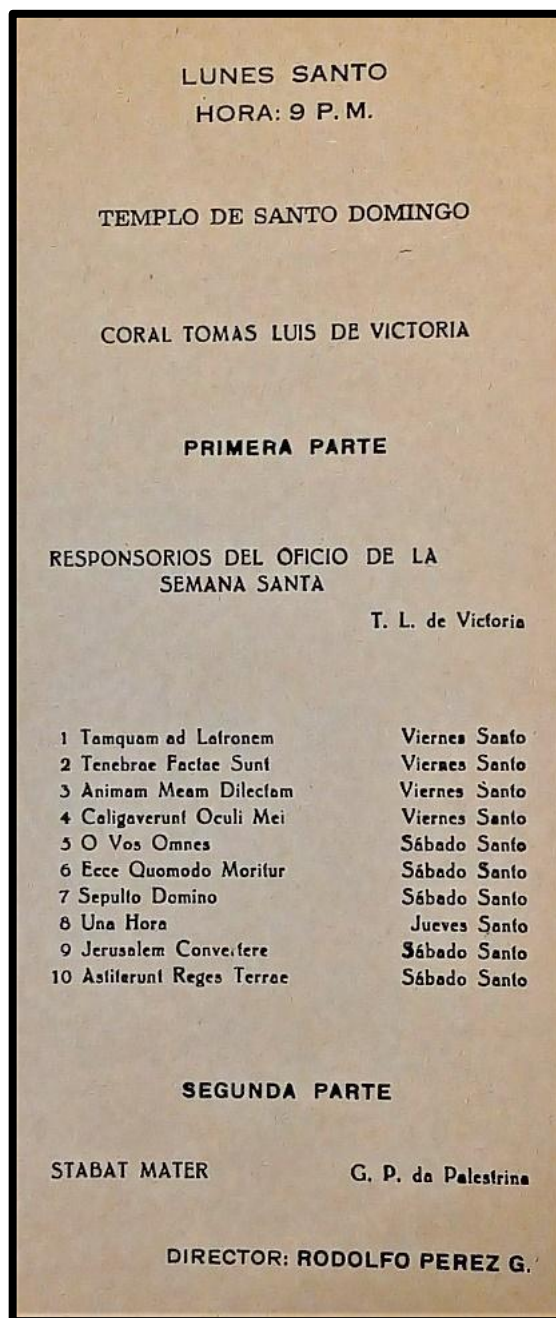 LUNES SANTO
HORA: 9 P. M.
TEMPLO DE SANTO DOMINGO
CORAL TOMAS LUIS DE VICTORIA
PRIMERA PARTE
RESPONSORIOS DEL OFICIO DE LA
SEMANA SANTA
T. L. de Victoria
1 Tamquam ad Latronem Viernes Santo
2 Tenebrae Factae Sunt Viernes Santo
3 Animam Meam Dilectam Viernes Santo
4 Caligaverunt Oculi Mei Viernes Santo
5 O Vos Omnes Sábado Santo
6 Ecce Quomodo Moritur Sábado Santo
7 Sepulto Domino Sábado Santo
8 Una Hora Jueves Santo
9 Jerusalem Convertere Sábado Santo
10 Astiterunt Reges Terrae Sábado Santo
SEGUNDA PARTE
STABAT MATER G. P. da Palestrina
DIRECTOR: RODOLFO PEREZ G.